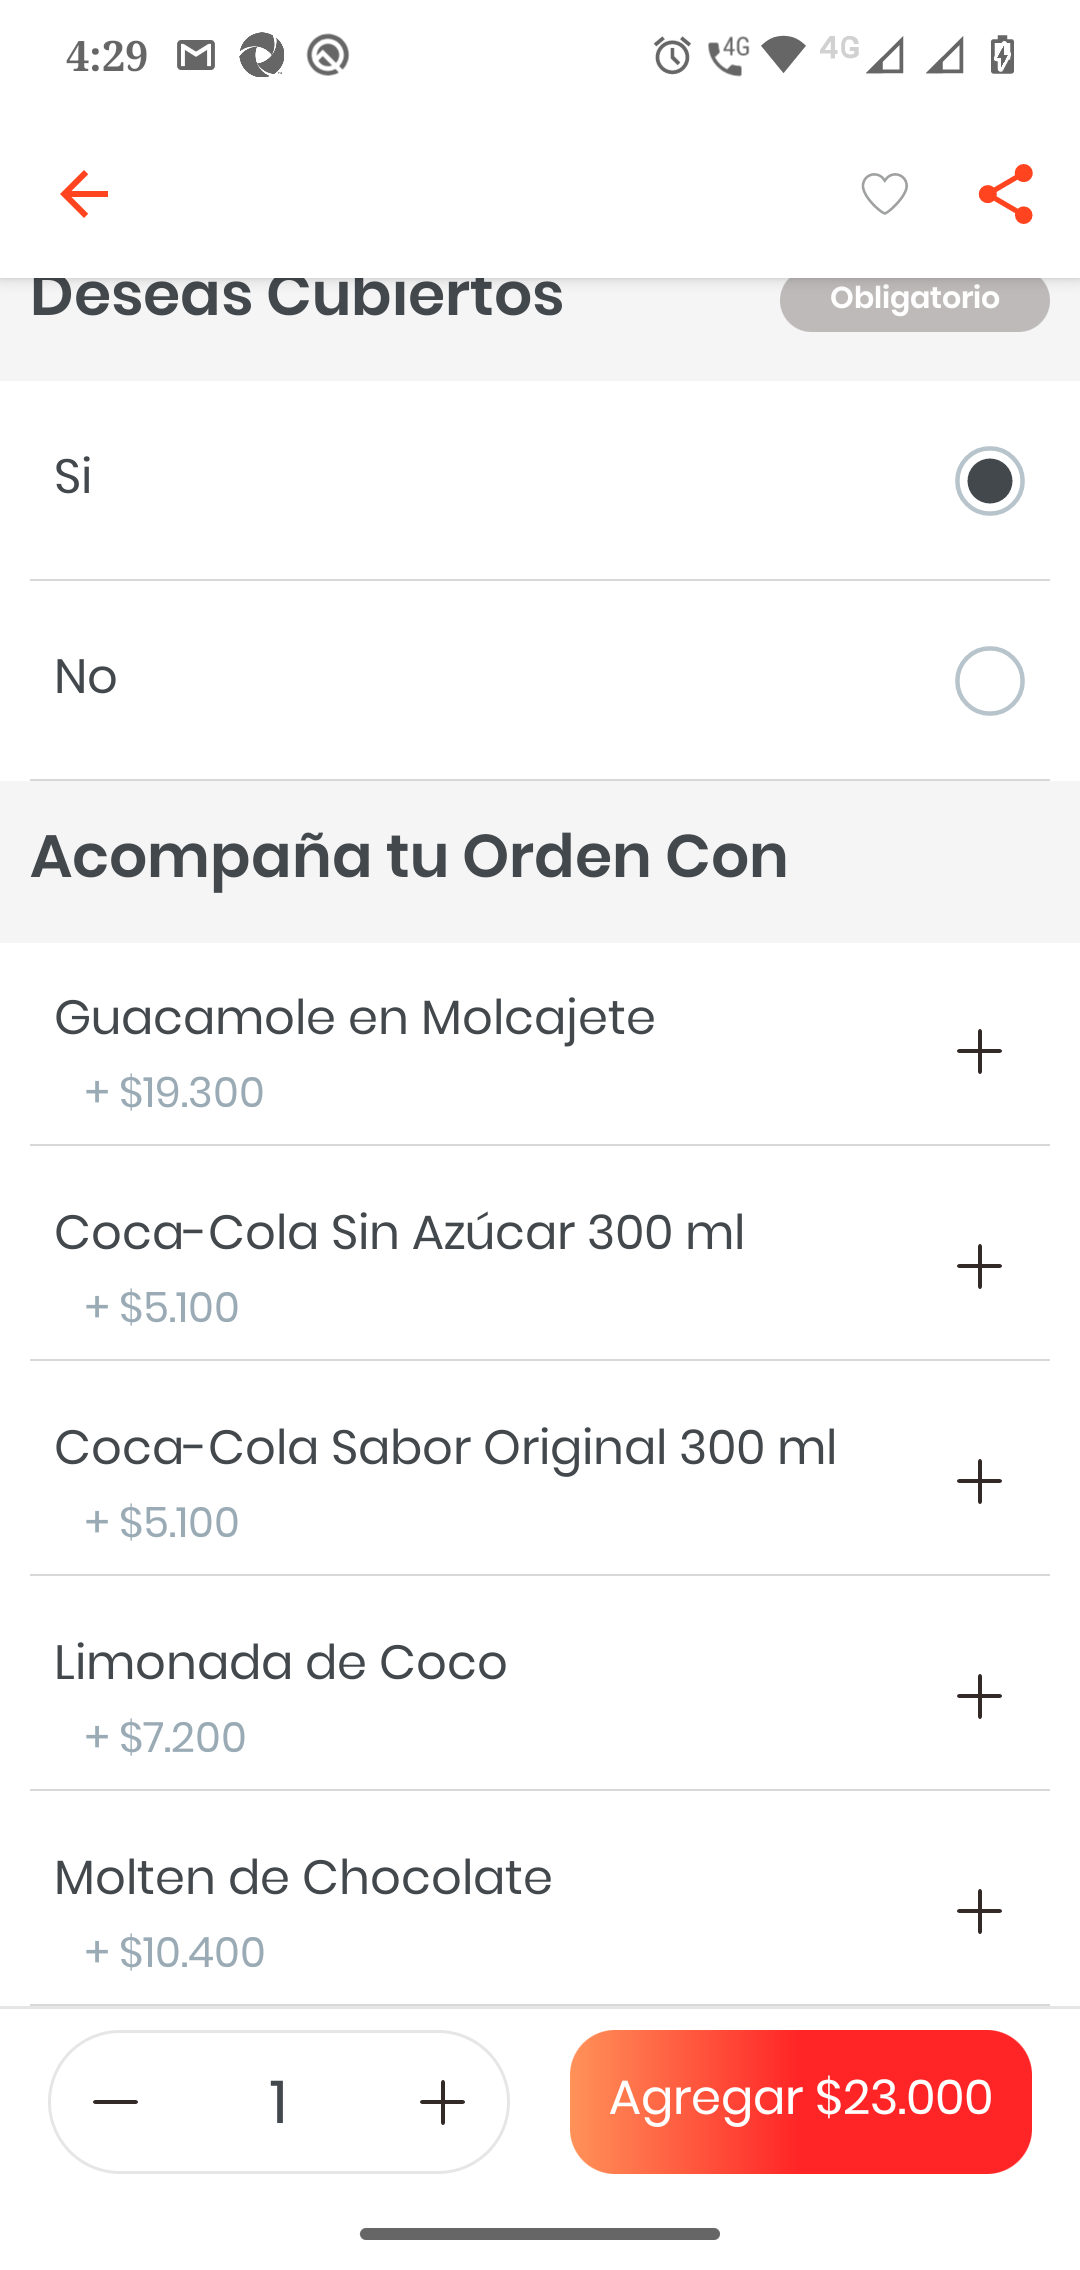 4:29
4G
4G
Deseas Cubiertos
Obligatorio
Si
No
Acompaña tu Orden Con
Guacamole en Molcajete
+ $19.300
Coca-Cola Sin Azúcar 300 ml
+ $5.100
Coca-Cola Sabor Original 300 ml
+ $5.100
Limonada de Coco
+ $7.200
Molten de Chocolate
+ $10.400
1
Agregar $23.000